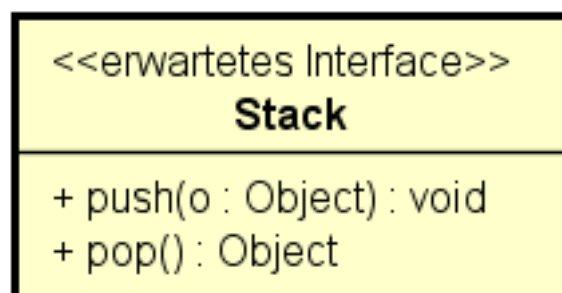 <<erwartetes Interface>>
Stack
+ push(o : Object) : void
+ pop() : Object